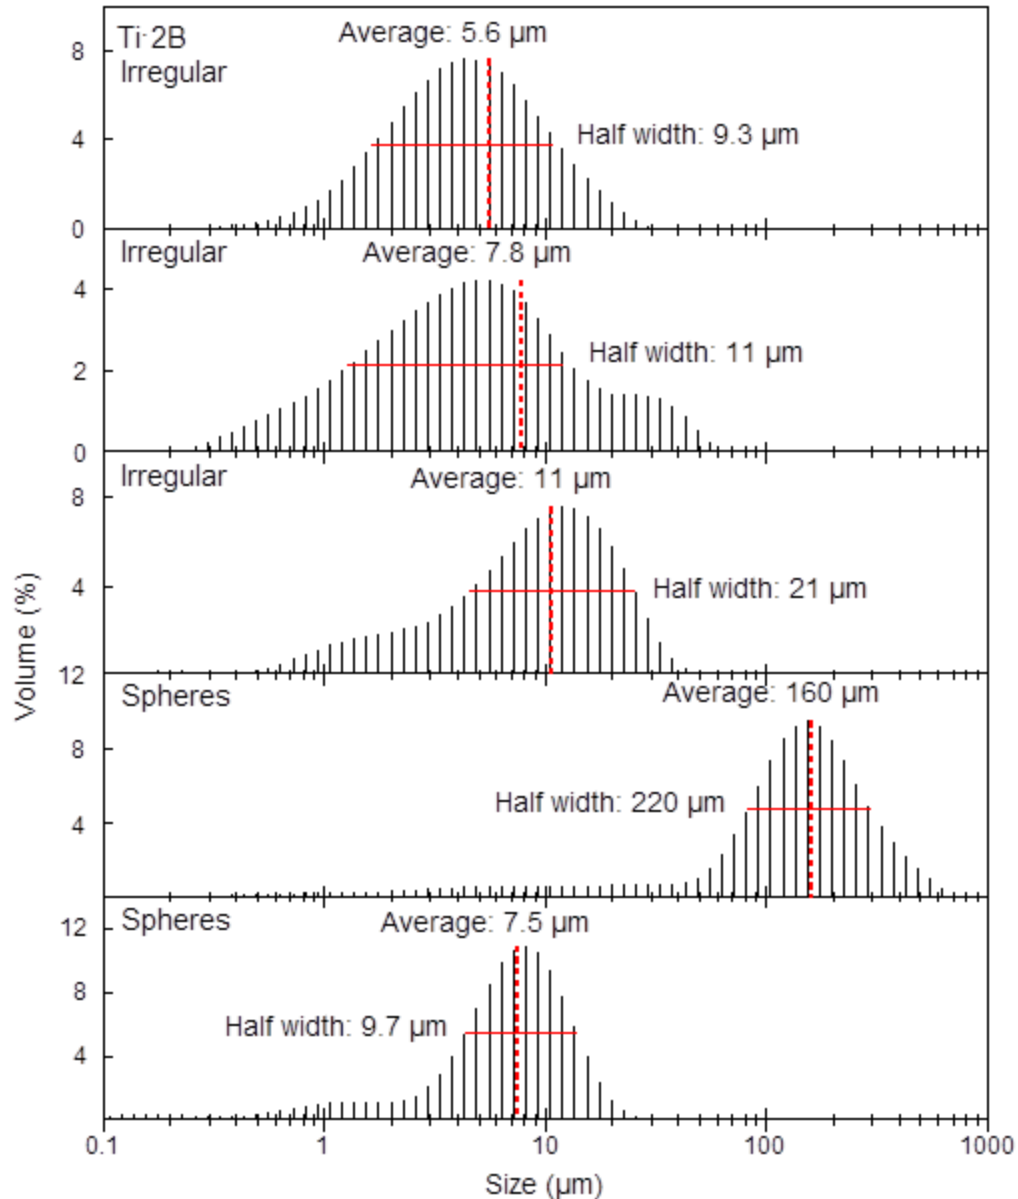 Ti·2B
Irregular
Average: 5.6 µm
Half width: 9.3 µm
8
4
0
Irregular
Average: 7.8 µm
Half width: 11 µm
4
2
0
Irregular
Average: 11 µm
Half width: 21 µm
8
4
12
Spheres
Average: 160 µm
Half width: 220 µm
8
4
Spheres
Average: 7.5 µm
Half width: 9.7 µm
12
8
4
Volume (%)
0.1 1 10 100 1000
Size (µm)